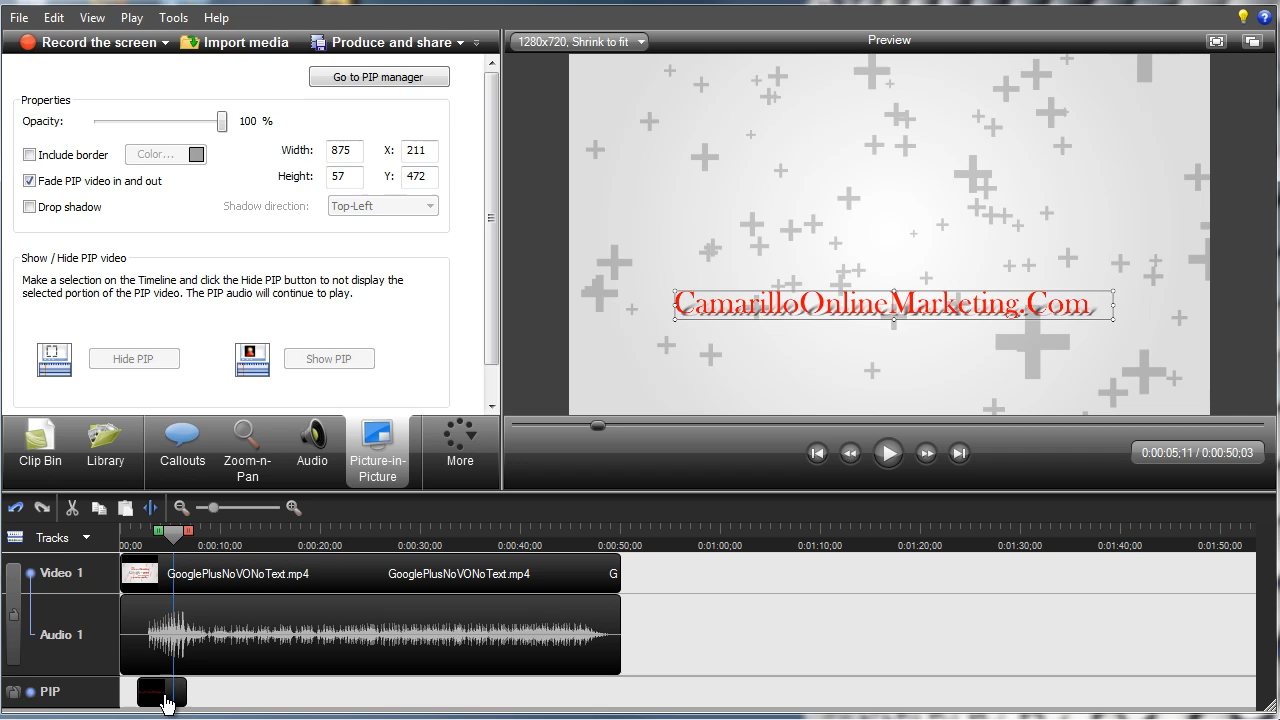 File Edit View Play Tools Help
Record the screen Import media Produce and share
1280x720, Shrink to fit Preview
Go to PIP manager
Properties
Opacity: 100 %
Include border Color... Width: 875 X: 211
Fade PIP video in and out Height: 57 Y: 472
Drop shadow Shadow direction: Top-Left
Show / Hide PIP video
Make a selection on the Timeline and click the Hide PIP button to not display the
selected portion of the PIP video. The PIP audio will continue to play.
CamarilloOnlineMarketing.Com
Hide PIP Show PIP
Clip Bin Library Callouts Zoom-n-Pan Audio Picture-in-Picture More
0:00:05;11 / 0:00:50;03
Tracks
00;00 0:00:10;00 0:00:20;00 0:00:30;00 0:00:40;00 0:00:50;00 0:01:00;00 0:01:10;00 0:01:20;00 0:01:30;00 0:01:40;00 0:01:50;00
Video 1 GooglePlusNoVONoText.mp4 GooglePlusNoVONoText.mp4 G
Audio 1
PIP